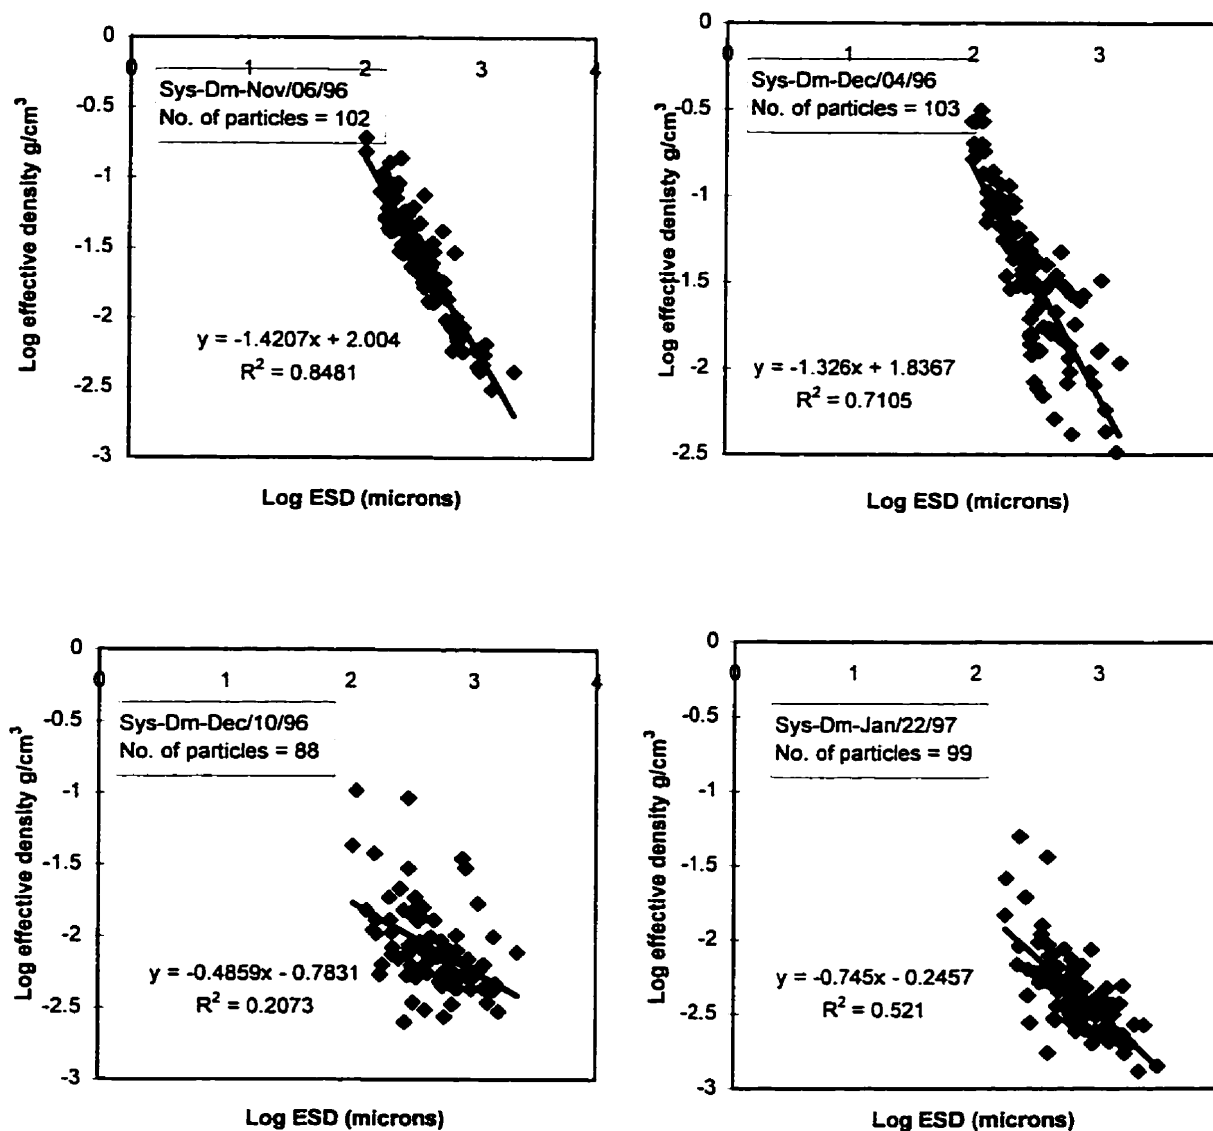 0
0 1 2 3 4
Sys-Dm-Nov/06/96
No. of particles = 102
-0.5
-1
-1.5
-2
-2.5
-3
y = -1.4207x + 2.004
R² = 0.8481
Log effective density g/cm³
Log ESD (microns)
0
0 1 2 3
Sys-Dm-Dec/04/96
No. of particles = 103
-0.5
-1
-1.5
-2
-2.5
y = -1.326x + 1.8367
R² = 0.7105
Log effective denisty g/cm³
Log ESD (microns)
0
0 1 2 3 4
Sys-Dm-Dec/10/96
No. of particles = 88
-0.5
-1
-1.5
-2
-2.5
-3
y = -0.4859x - 0.7831
R² = 0.2073
Log effective density g/cm³
Log ESD (microns)
0
0 1 2 3
Sys-Dm-Jan/22/97
No. of particles = 99
-0.5
-1
-1.5
-2
-2.5
-3
y = -0.745x - 0.2457
R² = 0.521
Log effective density g/cm³
Log ESD (microns)